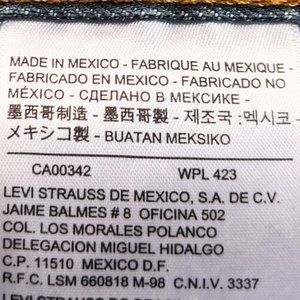 MADE IN MEXICO - FABRIQUE AU MEXIQUE -
FABRICADO EN MEXICO - FABRICADO NO
MÉXICO - СДЕЛАНО В МЕКСИКЕ -
墨西哥制造 - 墨西哥製 - 제조국 :멕시코 -
メキシコ製 - BUATAN MEKSIKO
CA00342 WPL 423
LEVI STRAUSS DE MEXICO, S.A. DE C.V.
JAIME BALMES # 8 OFICINA 502
COL. LOS MORALES POLANCO
DELEGACION MIGUEL HIDALGO
C.P. 11510 MEXICO D.F.
R.F.C. LSM 660818 M-98 C.N.I.V. 3337